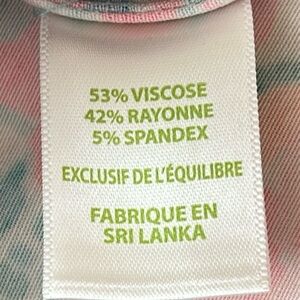 53% VISCOSE
42% RAYONNE
5% SPANDEX
EXCLUSIF DE L'ÉQUILIBRE
FABRIQUE EN
SRI LANKA